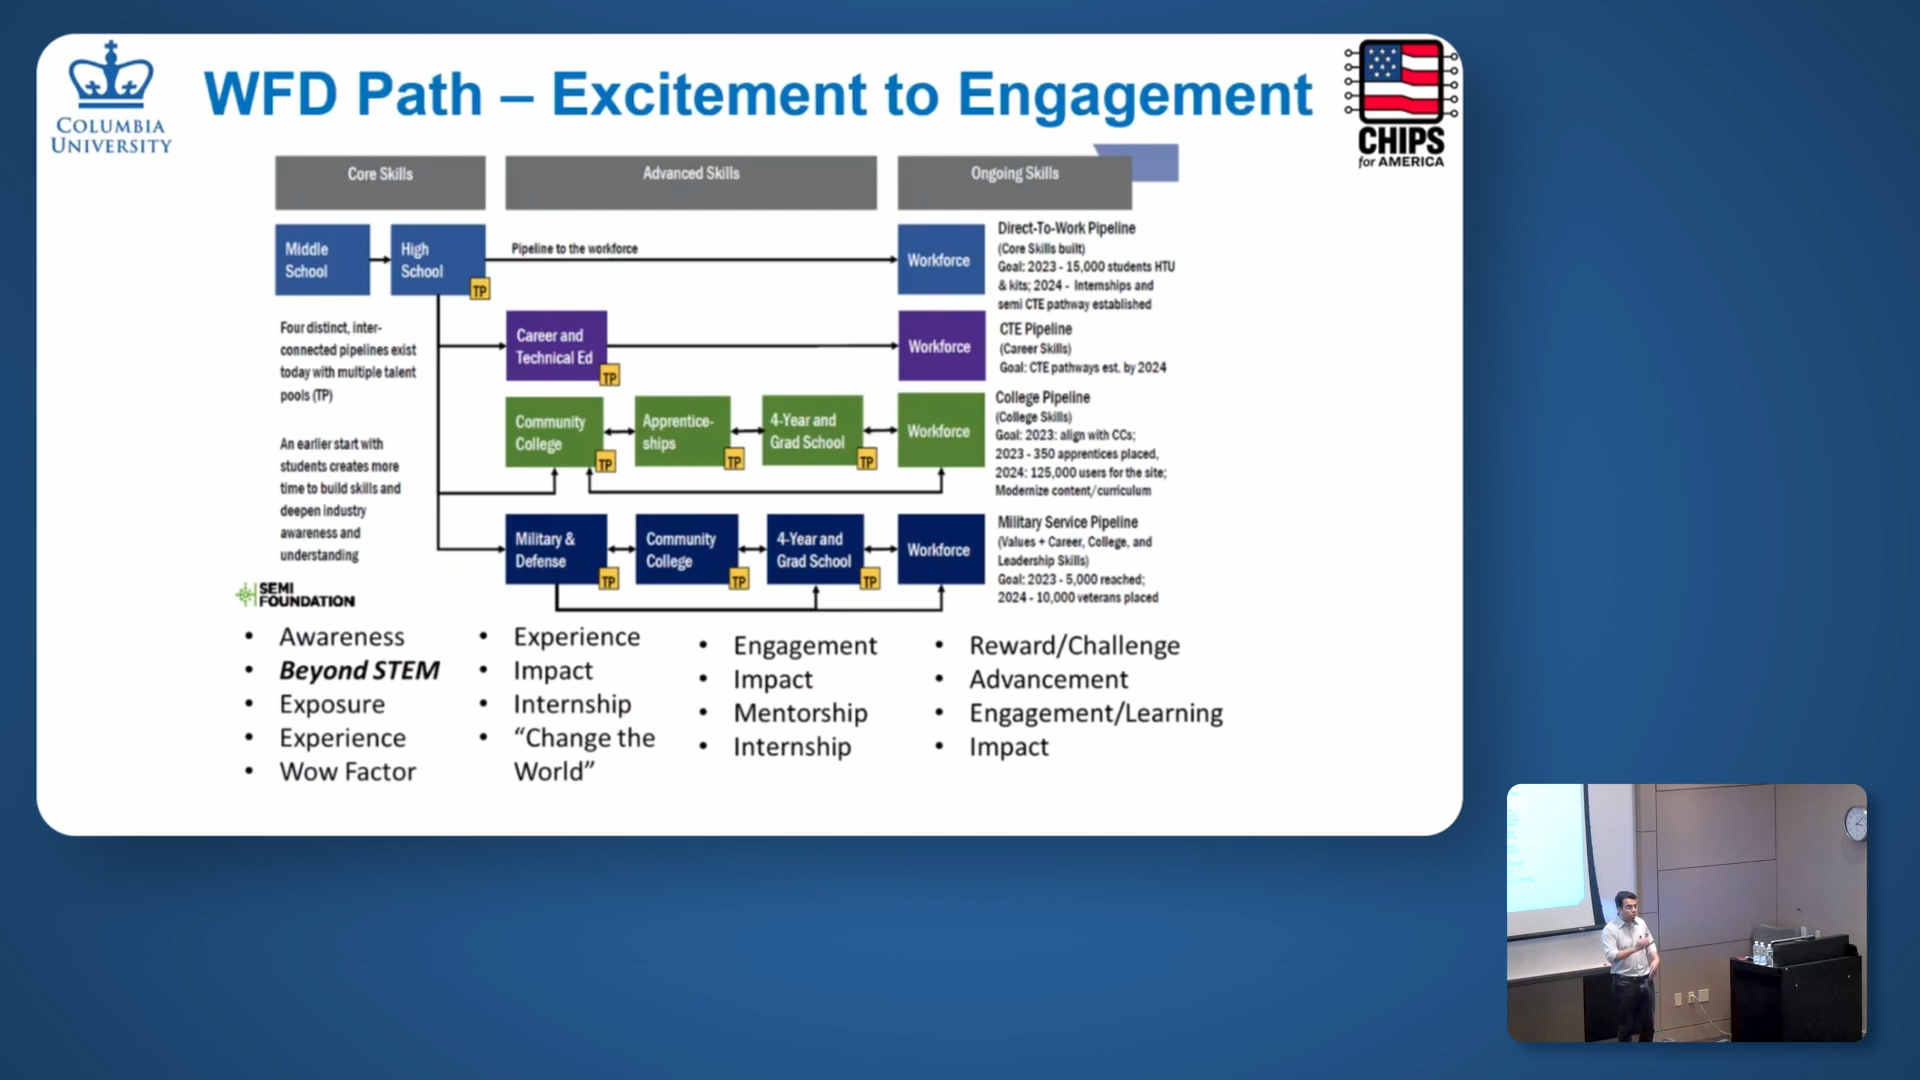 COLUMBIA
UNIVERSITY
WFD Path – Excitement to Engagement
CHIPS
for AMERICA
Core Skills
Advanced Skills
Ongoing Skills
Middle
School
High
School
TP
Pipeline to the workforce
Workforce
Direct-To-Work Pipeline
(Core Skills built)
Goal: 2023 - 15,000 students HTU
& kits; 2024 - Internships and
semi CTE pathway established
Four distinct, inter-
connected pipelines exist
today with multiple talent
pools (TP)
An earlier start with
students creates more
time to build skills and
deepen industry
awareness and
understanding
Career and
Technical Ed
TP
Workforce
CTE Pipeline
(Career Skills)
Goal: CTE pathways est. by 2024
Community
College
TP
Apprentice-
ships
TP
4-Year and
Grad School
TP
Workforce
College Pipeline
(College Skills)
Goal: 2023: align with CCs;
2023 - 350 apprentices placed,
2024: 125,000 users for the site;
Modernize content/curriculum
Military &
Defense
TP
Community
College
TP
4-Year and
Grad School
TP
Workforce
Military Service Pipeline
(Values + Career, College, and
Leadership Skills)
Goal: 2023 - 5,000 reached;
2024 - 10,000 veterans placed
SEMI
FOUNDATION
• Awareness
• Beyond STEM
• Exposure
• Experience
• Wow Factor
• Experience
• Impact
• Internship
• “Change the
World”
• Engagement
• Impact
• Mentorship
• Internship
• Reward/Challenge
• Advancement
• Engagement/Learning
• Impact